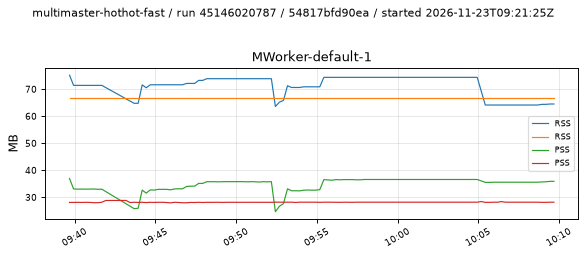 multimaster-hothot-fast / run 45146020787 / 54817bfd90ea / started 2026-11-23T09:21:25Z
MWorker-default-1
MB
70
60
50
40
30
RSS
RSS
PSS
PSS
09:40
09:45
09:50
09:55
10:00
10:05
10:10